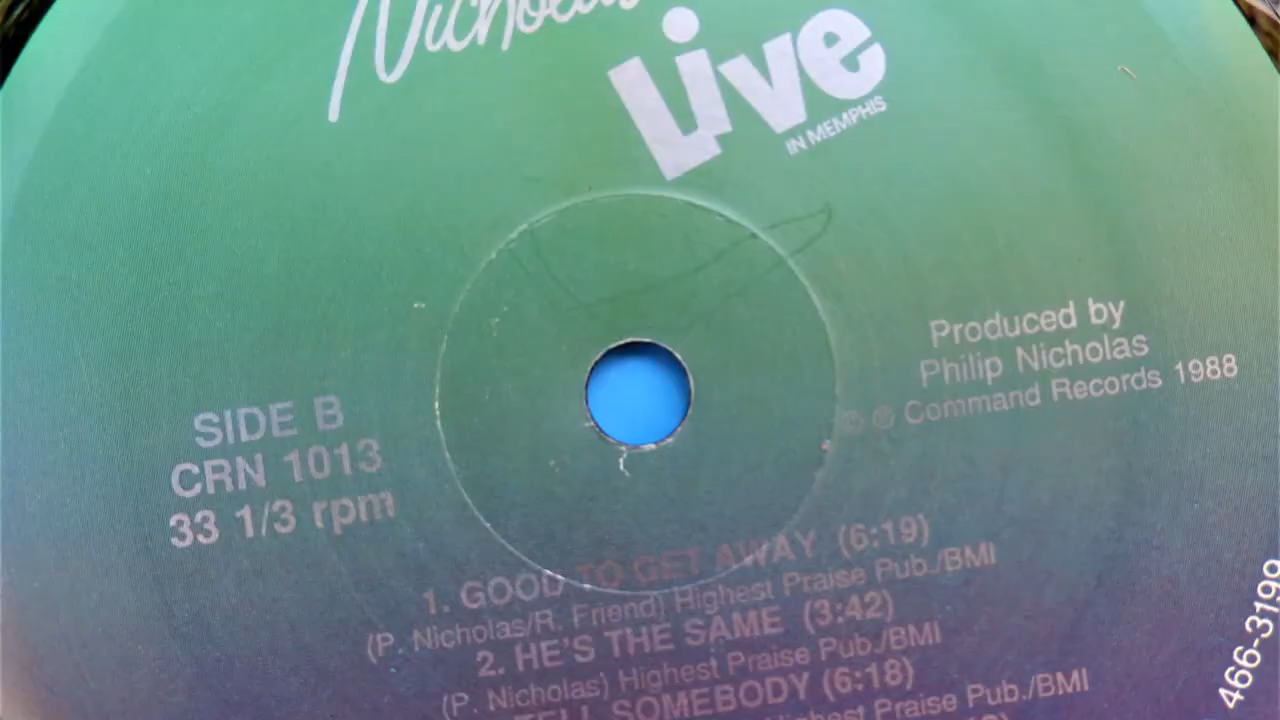 Nicholas
Live
IN MEMPHIS
Produced by
Philip Nicholas
© ℗ Command Records 1988
SIDE B
CRN 1013
33 1/3 rpm
1. GOOD TO GET AWAY (6:19)
(P. Nicholas/R. Friend) Highest Praise Pub./BMI
2. HE'S THE SAME (3:42)
(P. Nicholas) Highest Praise Pub./BMI
TELL SOMEBODY (6:18)
Highest Praise Pub./BMI
466-3199